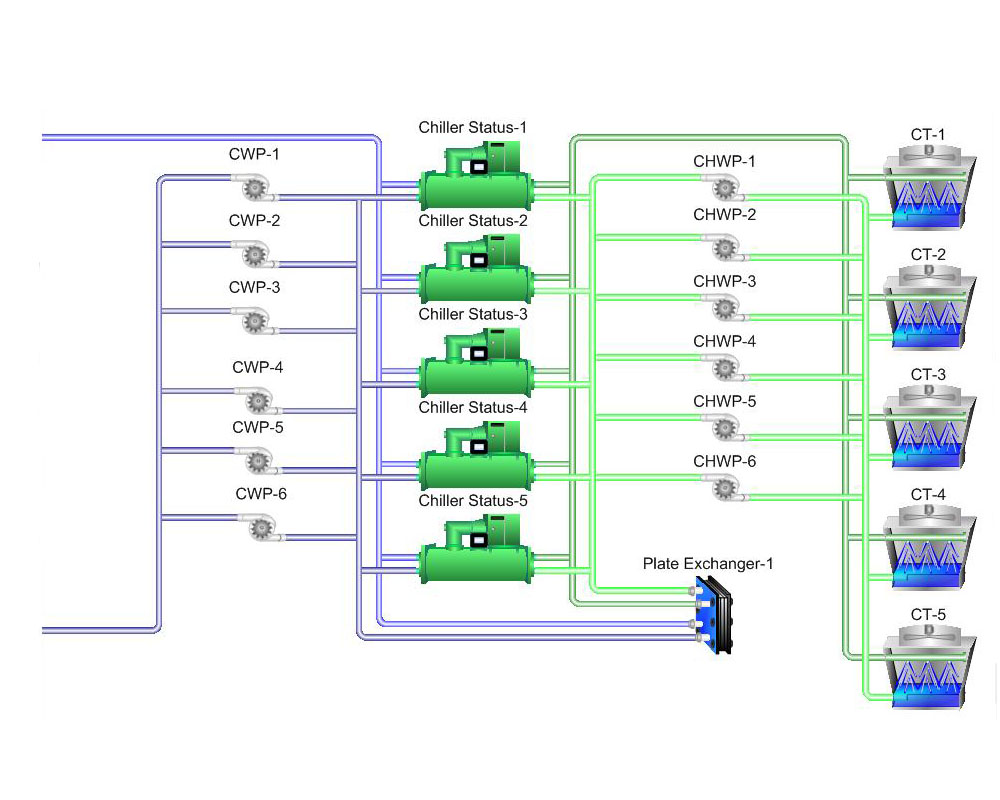 Chiller Status-1
CWP-1
CWP-2
CWP-3
CWP-4
CWP-5
CWP-6
Chiller Status-2
Chiller Status-3
Chiller Status-4
Chiller Status-5
CHWP-1
CHWP-2
CHWP-3
CHWP-4
CHWP-5
CHWP-6
Plate Exchanger-1
CT-1
CT-2
CT-3
CT-4
CT-5